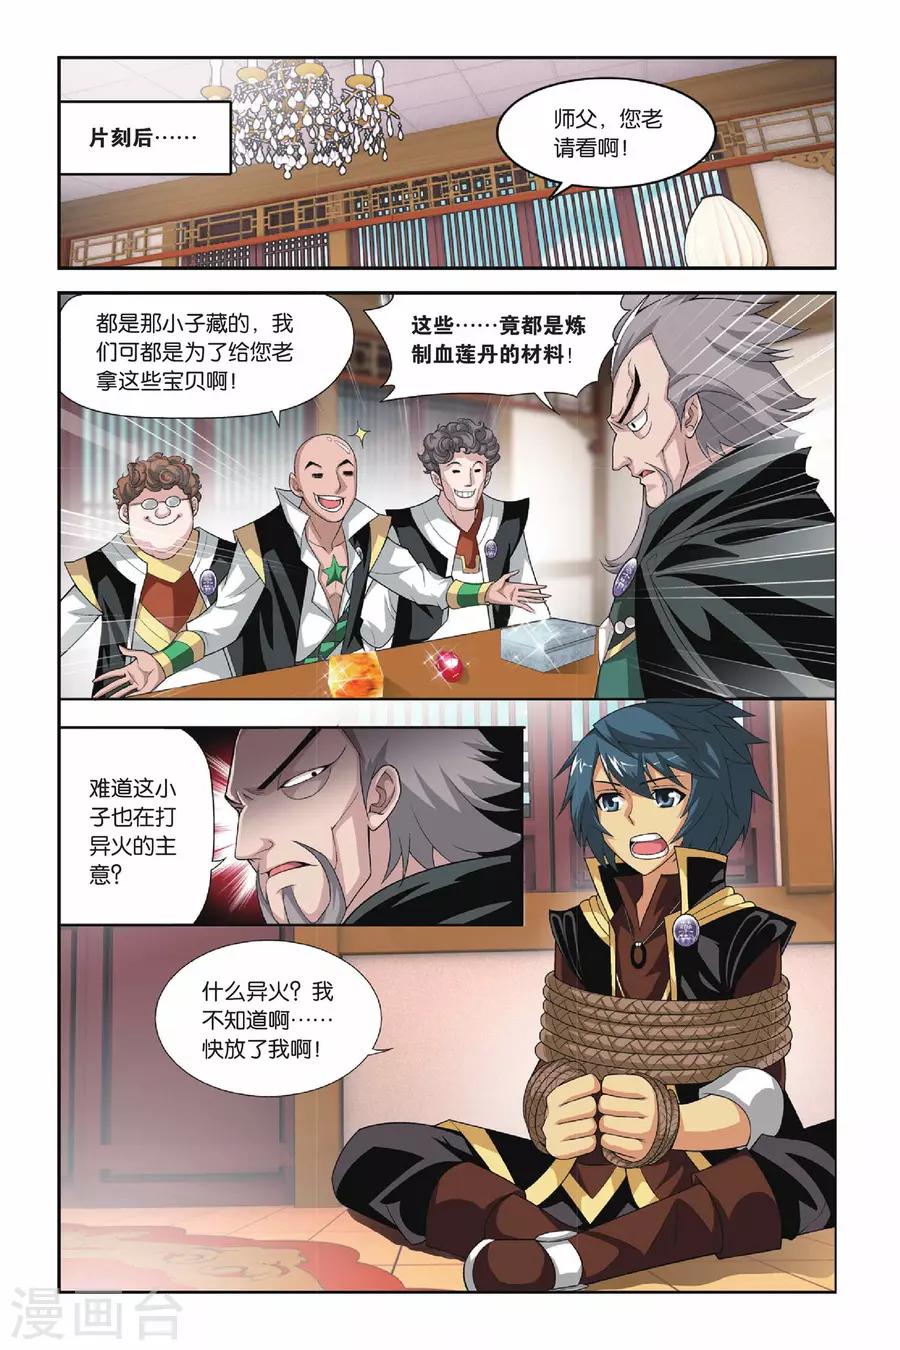 片刻后……
师父，您老
请看啊！
都是那小子藏的，我
们可都是为了给您老
拿这些宝贝啊！
这些……竟都是炼
制血莲丹的材料！
难道这小
子也在打
异火的主
意？
什么异火？我
不知道啊……
快放了我啊！
漫画台